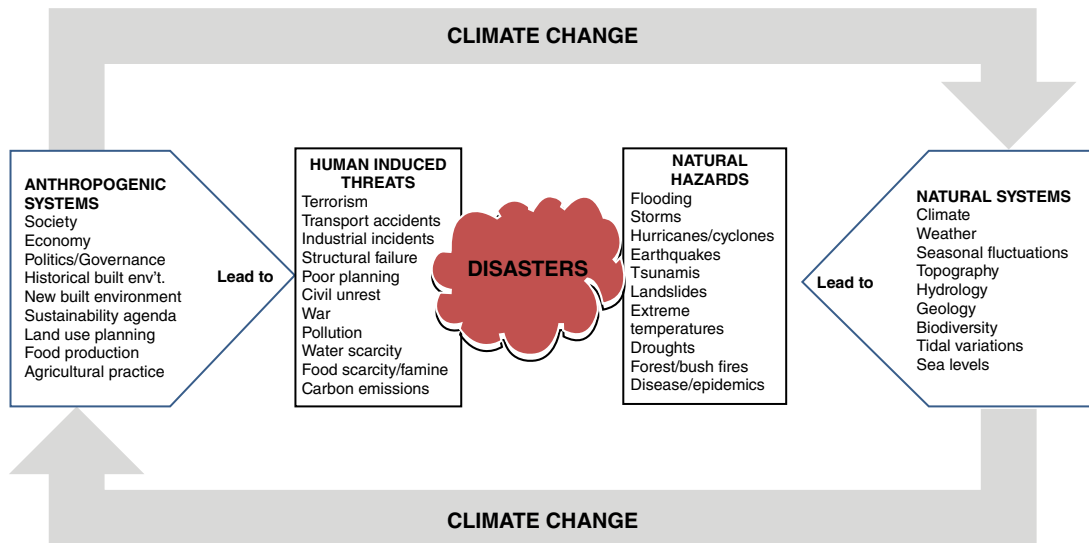 CLIMATE CHANGE
ANTHROPOGENIC
SYSTEMS
Society
Economy
Politics/Governance
Historical built env't.
New built environment
Sustainability agenda
Land use planning
Food production
Agricultural practice
Lead to
HUMAN INDUCED
THREATS
Terrorism
Transport accidents
Industrial incidents
Structural failure
Poor planning
Civil unrest
War
Pollution
Water scarcity
Food scarcity/famine
Carbon emissions
DISASTERS
NATURAL
HAZARDS
Flooding
Storms
Hurricanes/cyclones
Earthquakes
Tsunamis
Landslides
Extreme
temperatures
Droughts
Forest/bush fires
Disease/epidemics
Lead to
NATURAL SYSTEMS
Climate
Weather
Seasonal fluctuations
Topography
Hydrology
Geology
Biodiversity
Tidal variations
Sea levels
CLIMATE CHANGE